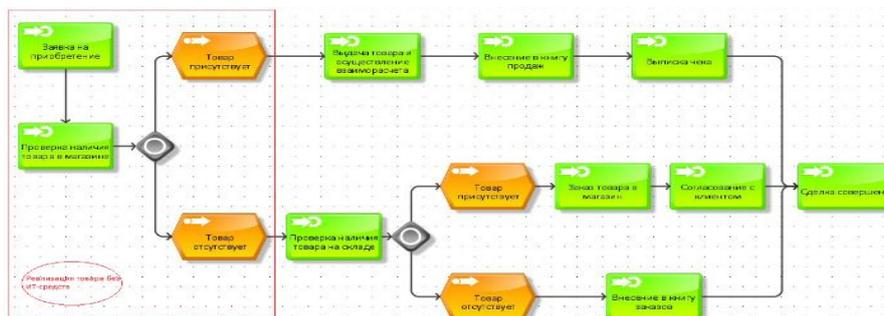 Заявка на
приобретение
Товар
присутствует
Выдача товара и
осуществление
взаиморасчета
Внесение в книгу
продаж
Выписка чека
Проверка наличия
товара в магазине
Товар
присутствует
Заказ товара в
магазин
Согласование с
клиентом
Сделка совершен
Товар
отсутствует
Проверка наличия
товара на складе
Реализация товара без
ИТ-средств
Товар
отсутствует
Внесение в книгу
заказов